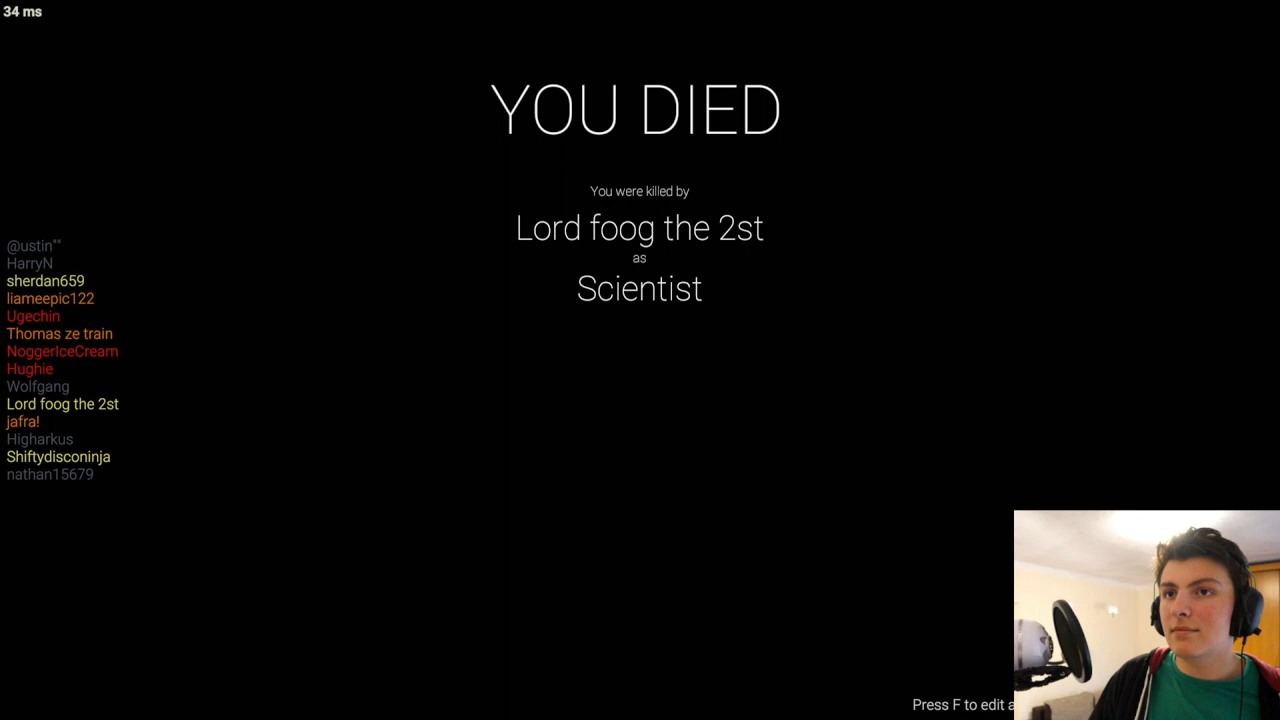 34 ms
YOU DIED
You were killed by
Lord foog the 2st
as
Scientist
@ustin°°
HarryN
sherdan659
liameepic122
Ugechin
Thomas ze train
NoggerIceCream
Hughie
Wolfgang
Lord foog the 2st
jafra!
Higharkus
Shiftydisconinja
nathan15679
Press F to edit a